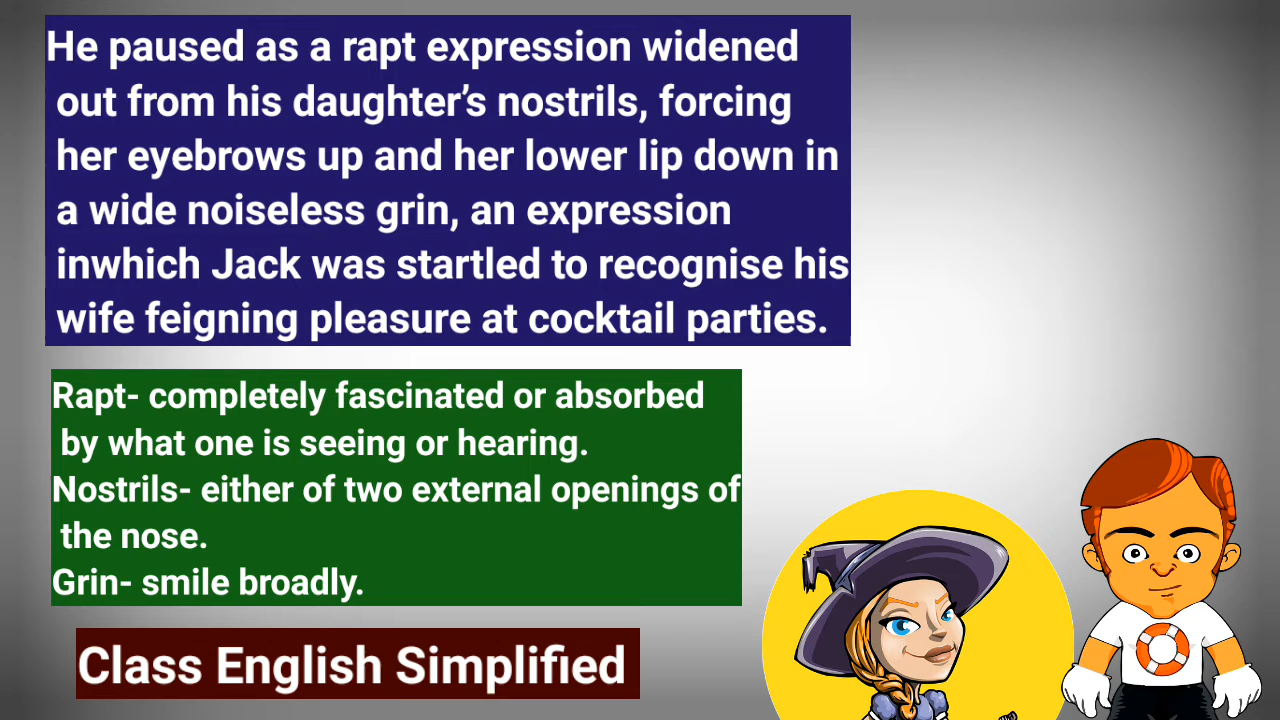 He paused as a rapt expression widened
out from his daughter’s nostrils, forcing
her eyebrows up and her lower lip down in
a wide noiseless grin, an expression
inwhich Jack was startled to recognise his
wife feigning pleasure at cocktail parties.
Rapt- completely fascinated or absorbed
by what one is seeing or hearing.
Nostrils- either of two external openings of
the nose.
Grin- smile broadly.
Class English Simplified